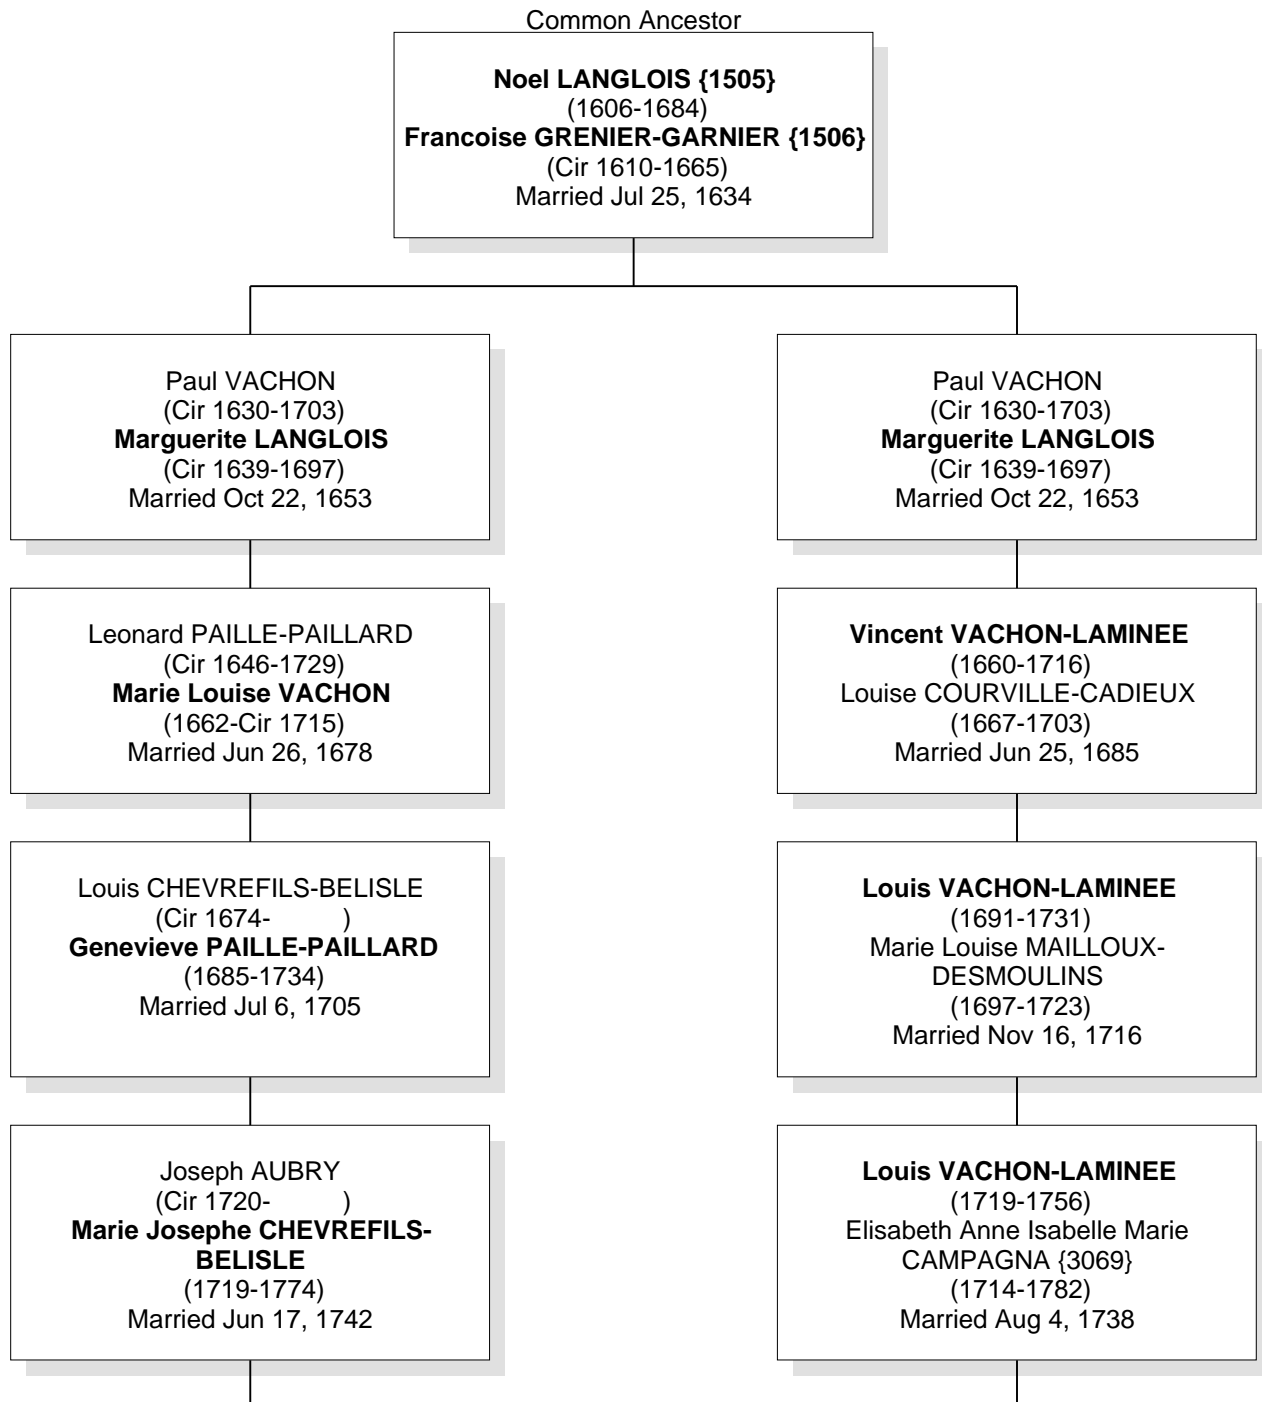 Common Ancestor
Noel LANGLOIS {1505}
(1606-1684)
Francoise GRENIER-GARNIER {1506}
(Cir 1610-1665)
Married Jul 25, 1634
Paul VACHON
(Cir 1630-1703)
Marguerite LANGLOIS
(Cir 1639-1697)
Married Oct 22, 1653
Paul VACHON
(Cir 1630-1703)
Marguerite LANGLOIS
(Cir 1639-1697)
Married Oct 22, 1653
Leonard PAILLE-PAILLARD
(Cir 1646-1729)
Marie Louise VACHON
(1662-Cir 1715)
Married Jun 26, 1678
Vincent VACHON-LAMINEE
(1660-1716)
Louise COURVILLE-CADIEUX
(1667-1703)
Married Jun 25, 1685
Louis CHEVREFILS-BELISLE
(Cir 1674-          )
Genevieve PAILLE-PAILLARD
(1685-1734)
Married Jul 6, 1705
Louis VACHON-LAMINEE
(1691-1731)
Marie Louise MAILLOUX-
DESMOULINS
(1697-1723)
Married Nov 16, 1716
Joseph AUBRY
(Cir 1720-          )
Marie Josephe CHEVREFILS-
BELISLE
(1719-1774)
Married Jun 17, 1742
Louis VACHON-LAMINEE
(1719-1756)
Elisabeth Anne Isabelle Marie
CAMPAGNA {3069}
(1714-1782)
Married Aug 4, 1738